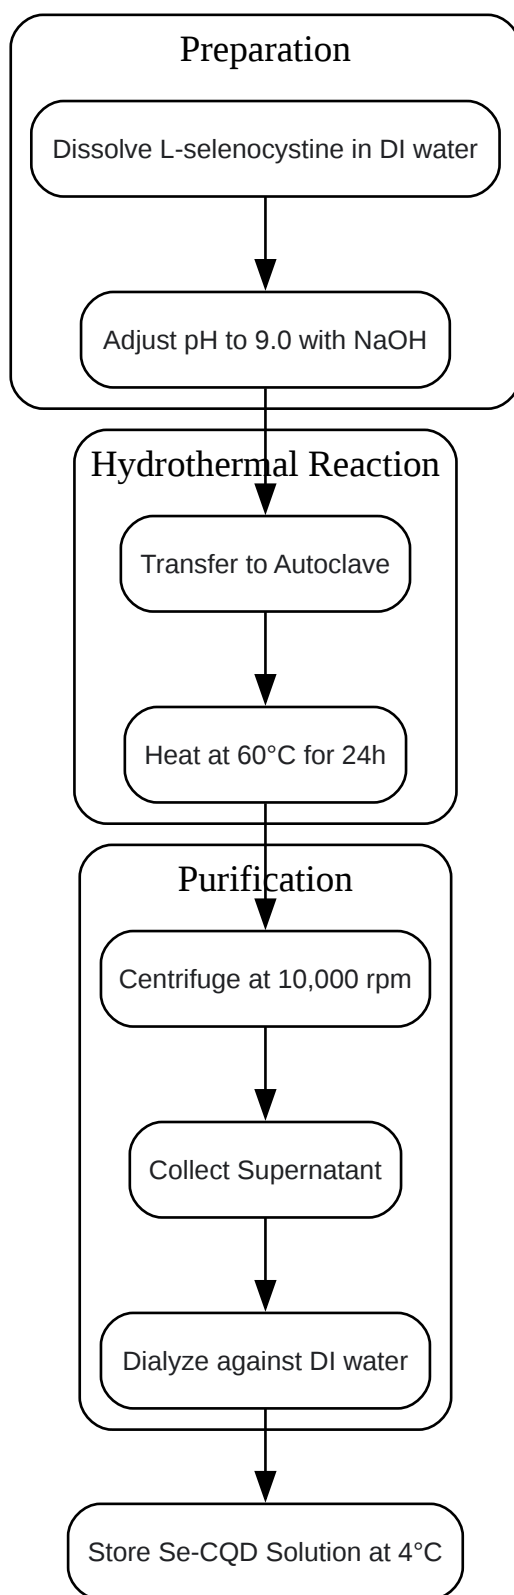 Preparation
Dissolve L-selenocystine in DI water
Adjust pH to 9.0 with NaOH
Hydrothermal Reaction
Transfer to Autoclave
Heat at 60°C for 24h
Purification
Centrifuge at 10,000 rpm
Collect Supernatant
Dialyze against DI water
Store Se-CQD Solution at 4°C